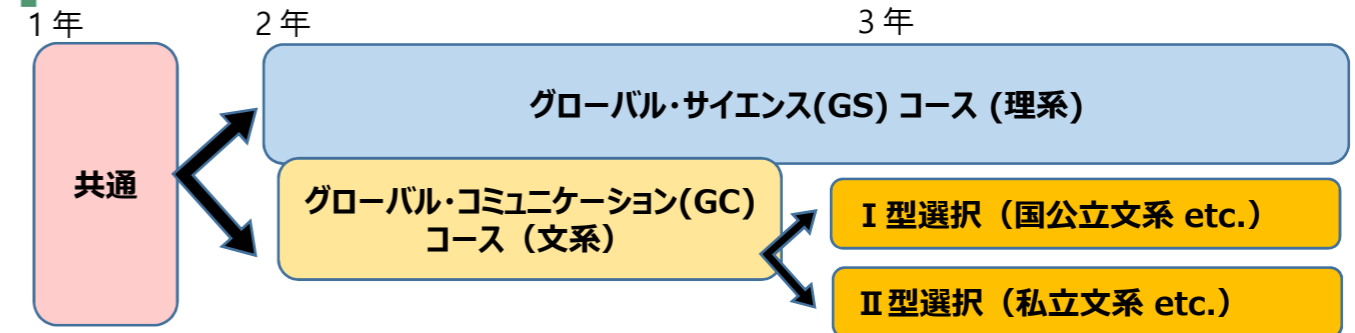 1年
2年
3年
共通
グローバル・サイエンス(GS) コース (理系)
グローバル・コミュニケーション(GC)
コース（文系）
Ⅰ型選択（国公立文系 etc.）
Ⅱ型選択（私立文系 etc.）